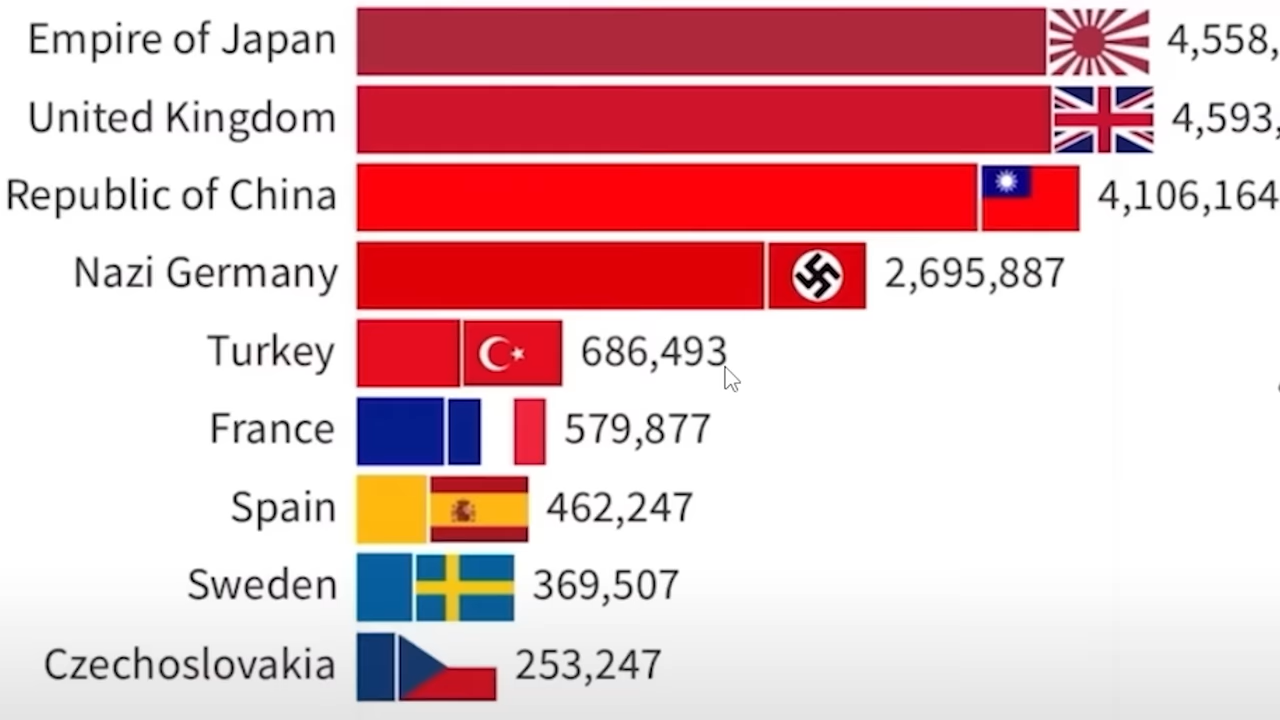 Empire of Japan 4,558,
United Kingdom 4,593,
Republic of China 4,106,164
Nazi Germany 2,695,887
Turkey 686,493
France 579,877
Spain 462,247
Sweden 369,507
Czechoslovakia 253,247